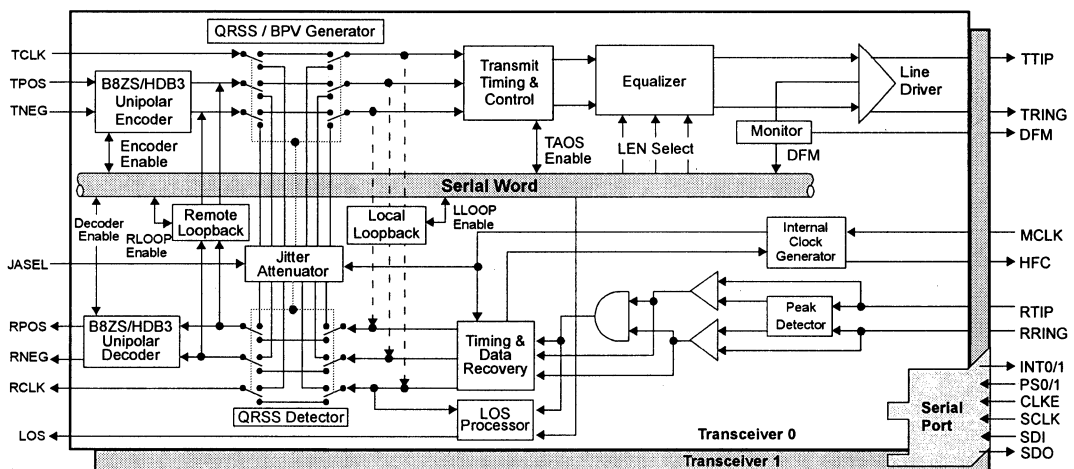 QRSS / BPV Generator
TCLK
TPOS
TNEG
B8ZS/HDB3
Unipolar
Encoder
Encoder
Enable
Transmit
Timing &
Control
TAOS
Enable
Equalizer
LEN Select
Line
Driver
Monitor
DFM
TTIP
TRING
DFM
Serial Word
Decoder
Enable
RLOOP
Enable
Remote
Loopback
Local
Loopback
LLOOP
Enable
JASEL
Jitter
Attenuator
Internal
Clock
Generator
MCLK
HFC
RPOS
RNEG
RCLK
LOS
B8ZS/HDB3
Unipolar
Decoder
QRSS Detector
Timing &
Data
Recovery
LOS
Processor
Peak
Detector
RTIP
RRING
INT0/1
PS0/1
CLKE
SCLK
SDI
SDO
Serial
Port
Transceiver 0
Transceiver 1